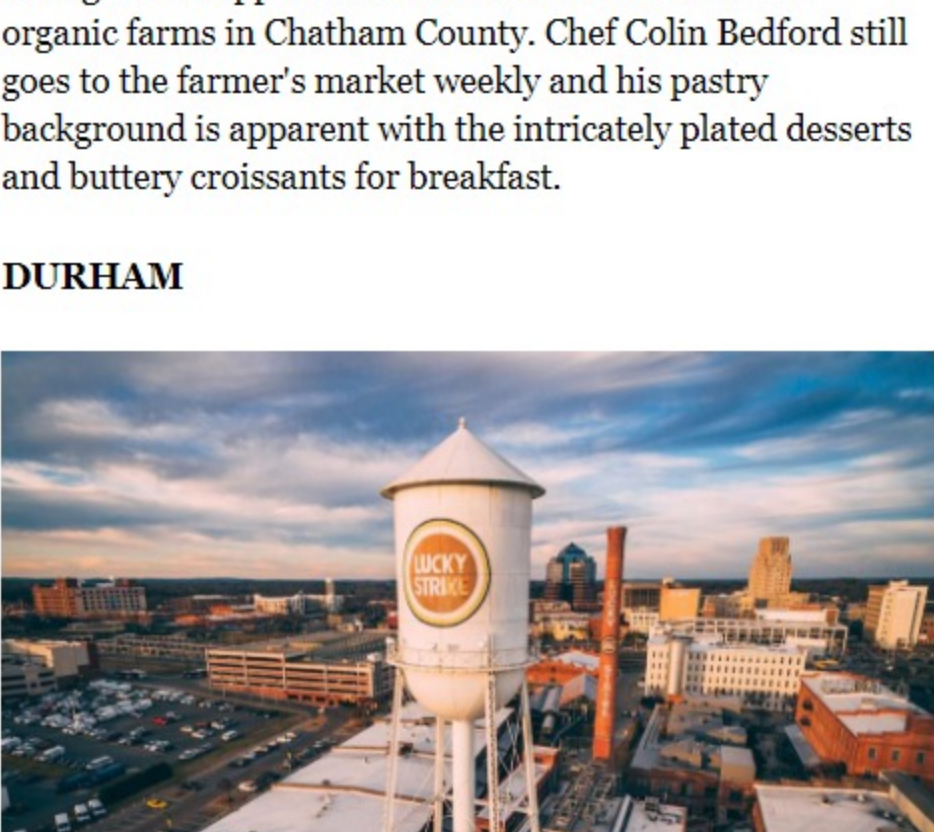 organic farms in Chatham County. Chef Colin Bedford still
goes to the farmer's market weekly and his pastry
background is apparent with the intricately plated desserts
and buttery croissants for breakfast.
DURHAM
LUCKY
STRIKE